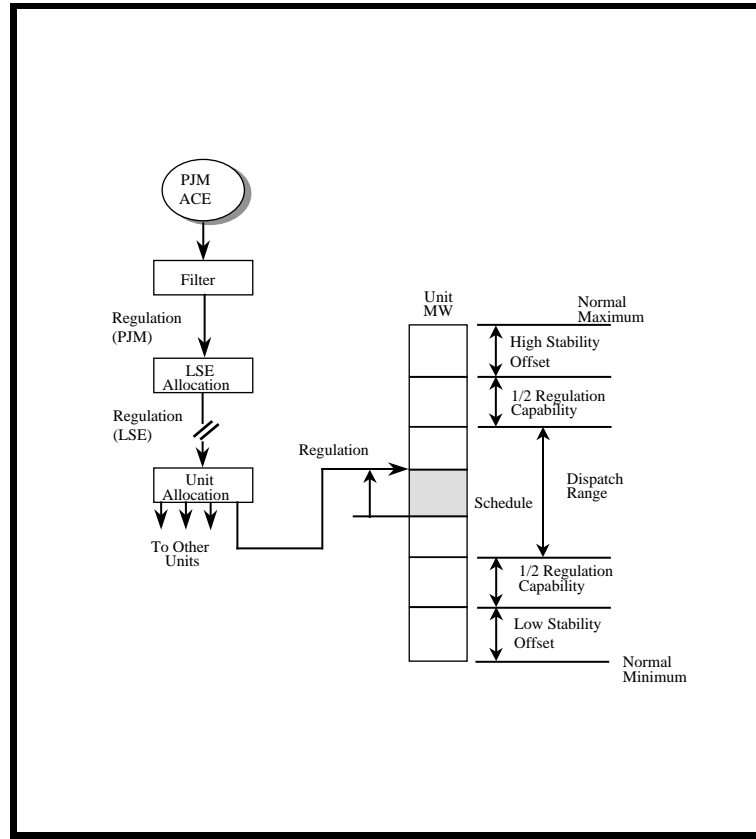 PJM
ACE
Filter
Regulation
(PJM)
LSE
Allocation
Regulation
(LSE)
Unit
Allocation
To Other
Units
Regulation
Unit
MW
Schedule
Normal
Maximum
High Stability
Offset
1/2 Regulation
Capability
Dispatch
Range
1/2 Regulation
Capability
Low Stability
Offset
Normal
Minimum